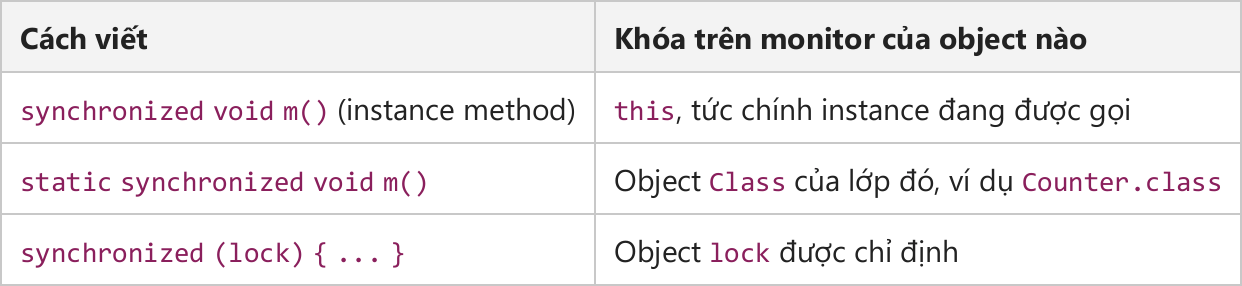 Cách viết
Khóa trên monitor của object nào
synchronized void m() (instance method)
this, tức chính instance đang được gọi
static synchronized void m()
Object Class của lớp đó, ví dụ Counter.class
synchronized (lock) { ... }
Object lock được chỉ định